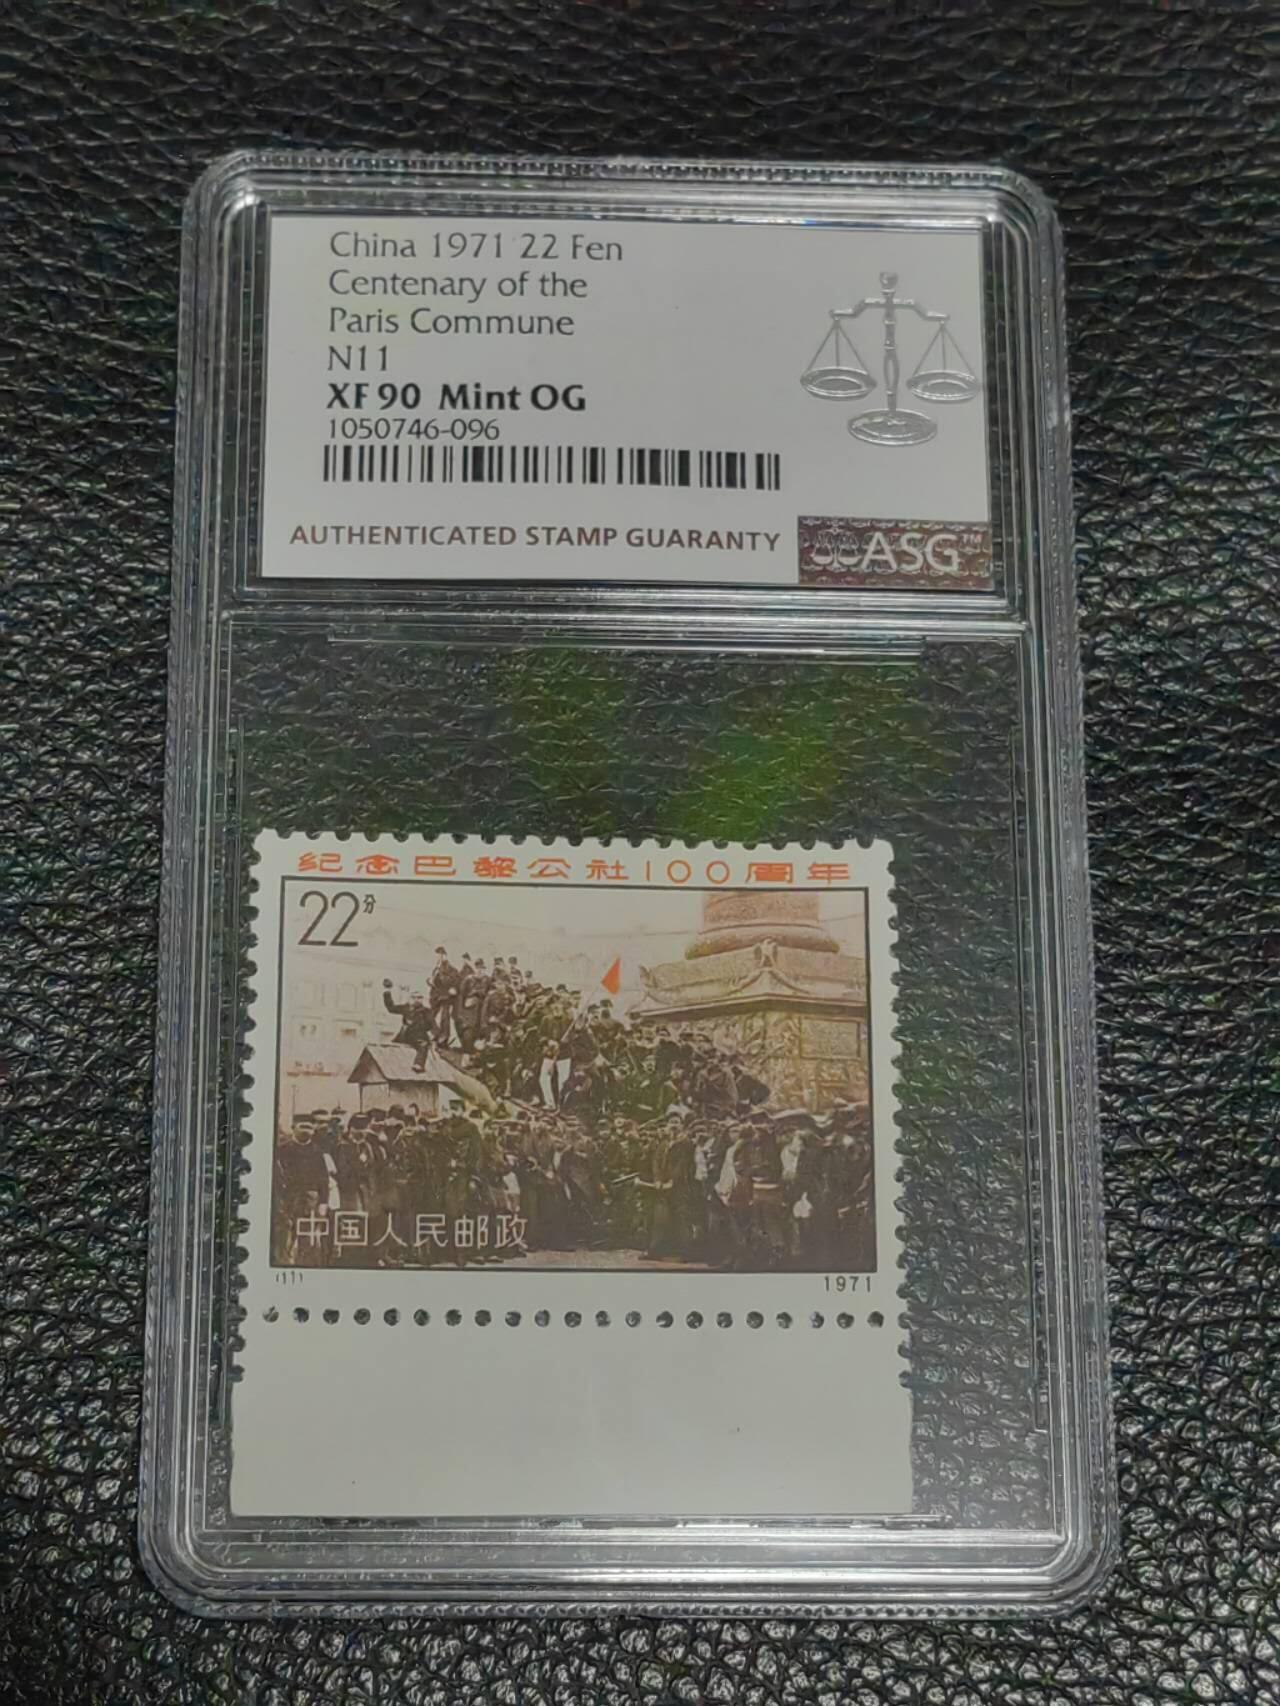 China 1971 22 Fen
Centenary of the
Paris Commune
N11
XF 90 Mint OG
1050746-096
AUTHENTICATED STAMP GUARANTY
ASG™
纪念巴黎公社100周年
22分
中国人民邮政
(11)
1971